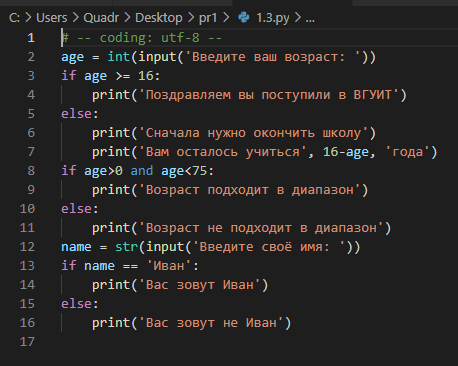 C: > Users > Quadr > Desktop > pr1 > 1.3.py > ...
1 # -- coding: utf-8 --
2 age = int(input('Введите ваш возраст: '))
3 if age >= 16:
4     print('Поздравляем вы поступили в ВГУИТ')
5 else:
6     print('Сначала нужно окончить школу')
7     print('Вам осталось учиться', 16-age, 'года')
8 if age>0 and age<75:
9     print('Возраст подходит в диапазон')
10 else:
11     print('Возраст не подходит в диапазон')
12 name = str(input('Введите своё имя: '))
13 if name == 'Иван':
14     print('Вас зовут Иван')
15 else:
16     print('Вас зовут не Иван')
17